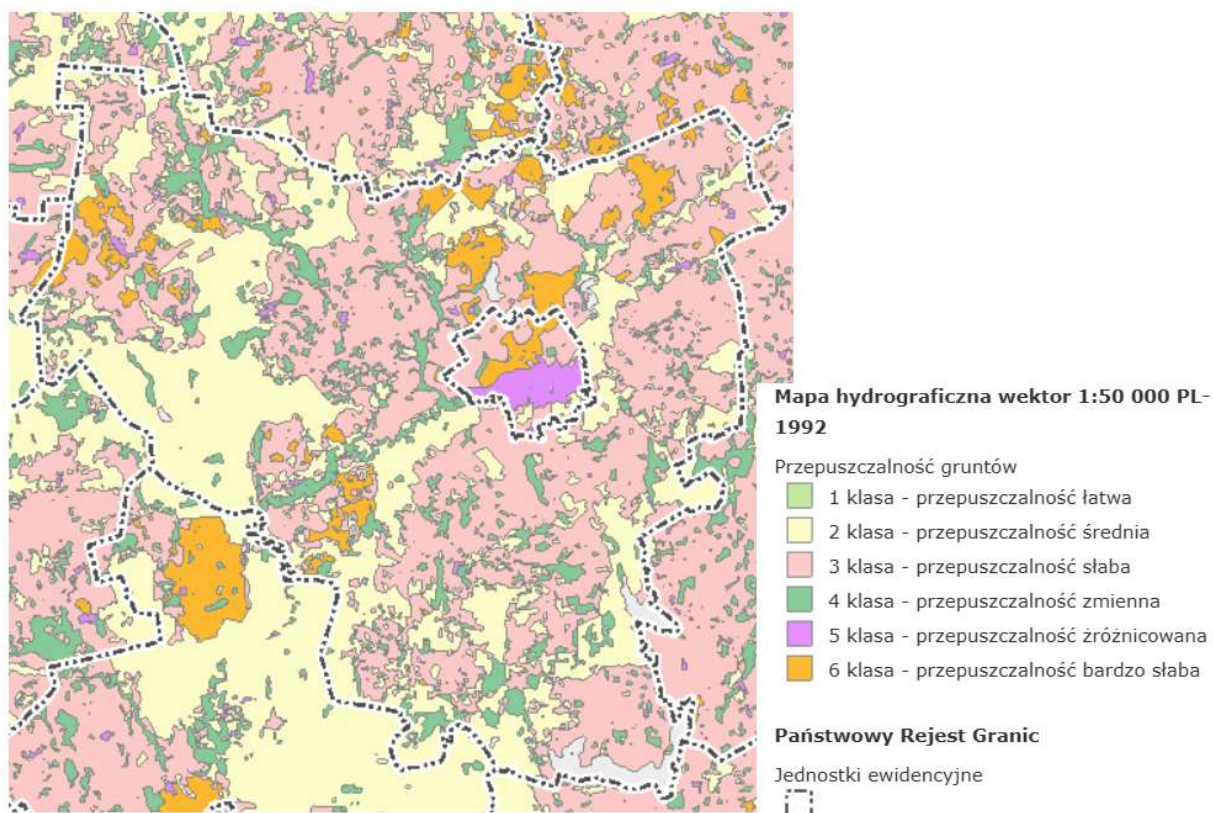 Mapa hydrograficzna wektor 1:50 000 PL-
1992
Przepuszczalność gruntów
1 klasa - przepuszczalność łatwa
2 klasa - przepuszczalność średnia
3 klasa - przepuszczalność słaba
4 klasa - przepuszczalność zmienna
5 klasa - przepuszczalność żróżnicowana
6 klasa - przepuszczalność bardzo słaba
Państwowy Rejest Granic
Jednostki ewidencyjne